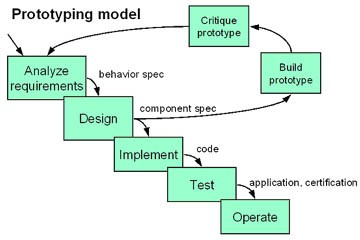 Prototyping model
Critique
prototype
Analyze
requirements
behavior spec
Build
prototype
Design
component spec
Implement
code
Test
application, certification
Operate